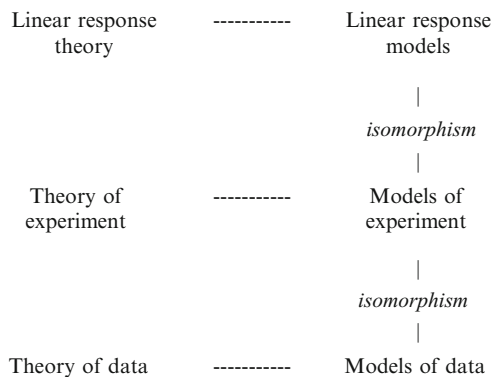 Linear response ----------- Linear response
theory models
|
isomorphism
|
Theory of ----------- Models of
experiment experiment
|
isomorphism
|
Theory of data ----------- Models of data